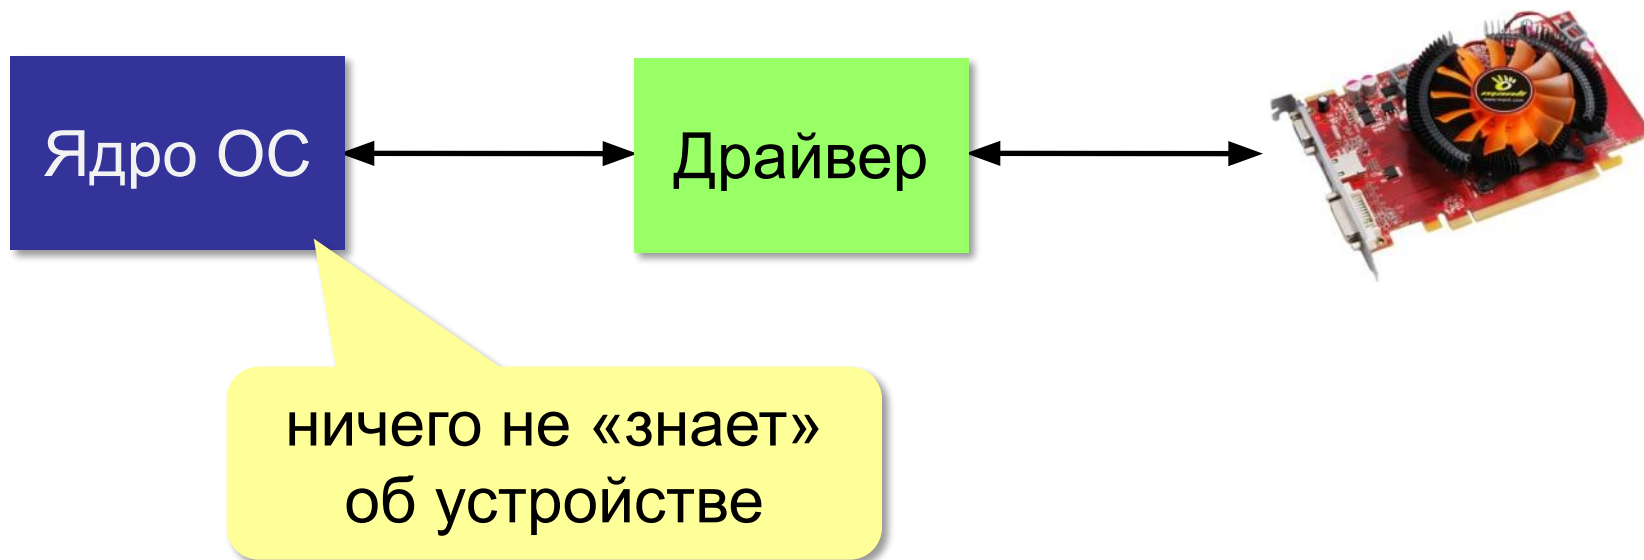 Ядро ОС
Драйвер
ничего не «знает»
об устройстве